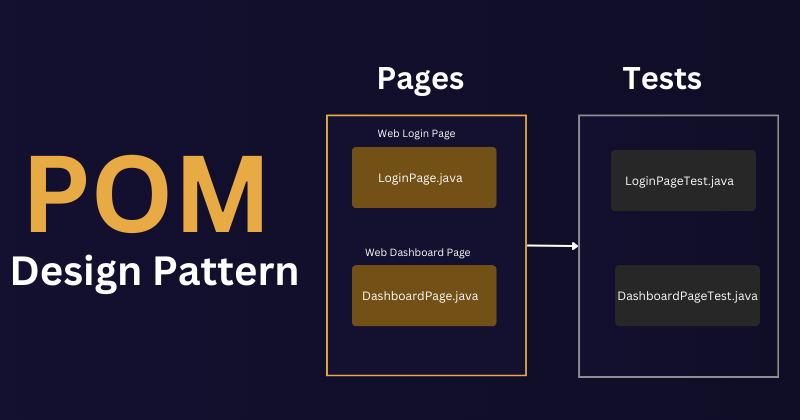 POM
Design Pattern
Pages
Web Login Page
LoginPage.java
Web Dashboard Page
DashboardPage.java
Tests
LoginPageTest.java
DashboardPageTest.java